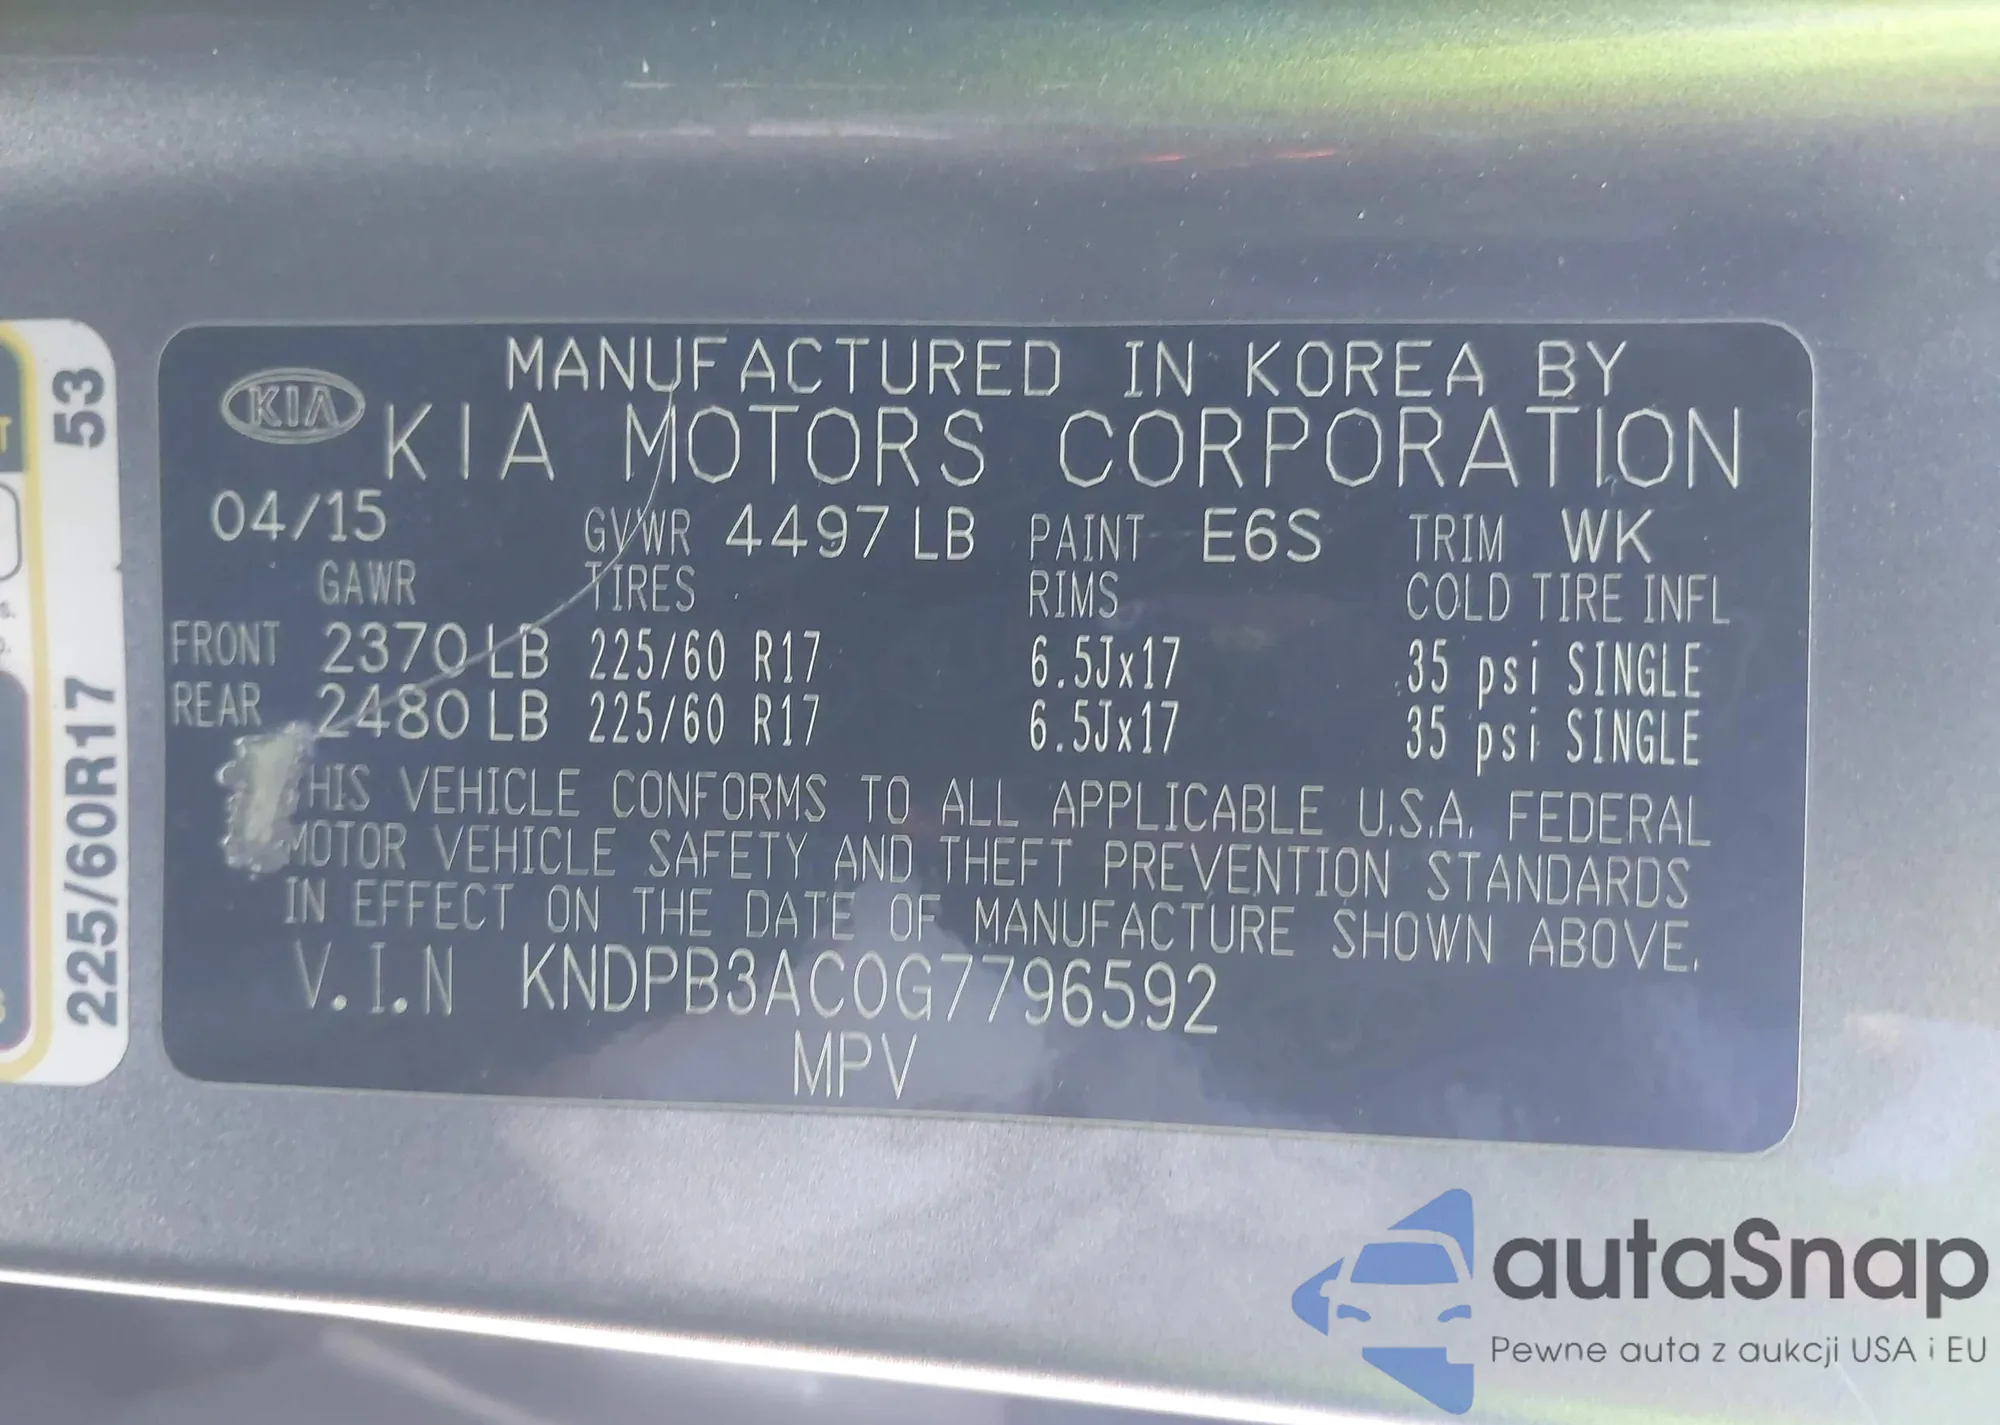 53
225/60R17
KIA
MANUFACTURED IN KOREA BY
KIA MOTORS CORPORATION
04/15 GVWR 4497 LB PAINT E6S TRIM WK
GAWR TIRES RIMS COLD TIRE INFL
FRONT 2370 LB 225/60 R17 6.5Jx17 35 psi SINGLE
REAR 2480 LB 225/60 R17 6.5Jx17 35 psi SINGLE
THIS VEHICLE CONFORMS TO ALL APPLICABLE U.S.A. FEDERAL
MOTOR VEHICLE SAFETY AND THEFT PREVENTION STANDARDS
IN EFFECT ON THE DATE OF MANUFACTURE SHOWN ABOVE.
V.I.N KNDPB3AC0G7796592
MPV
autaSnap
Pewne auta z aukcji USA i EU